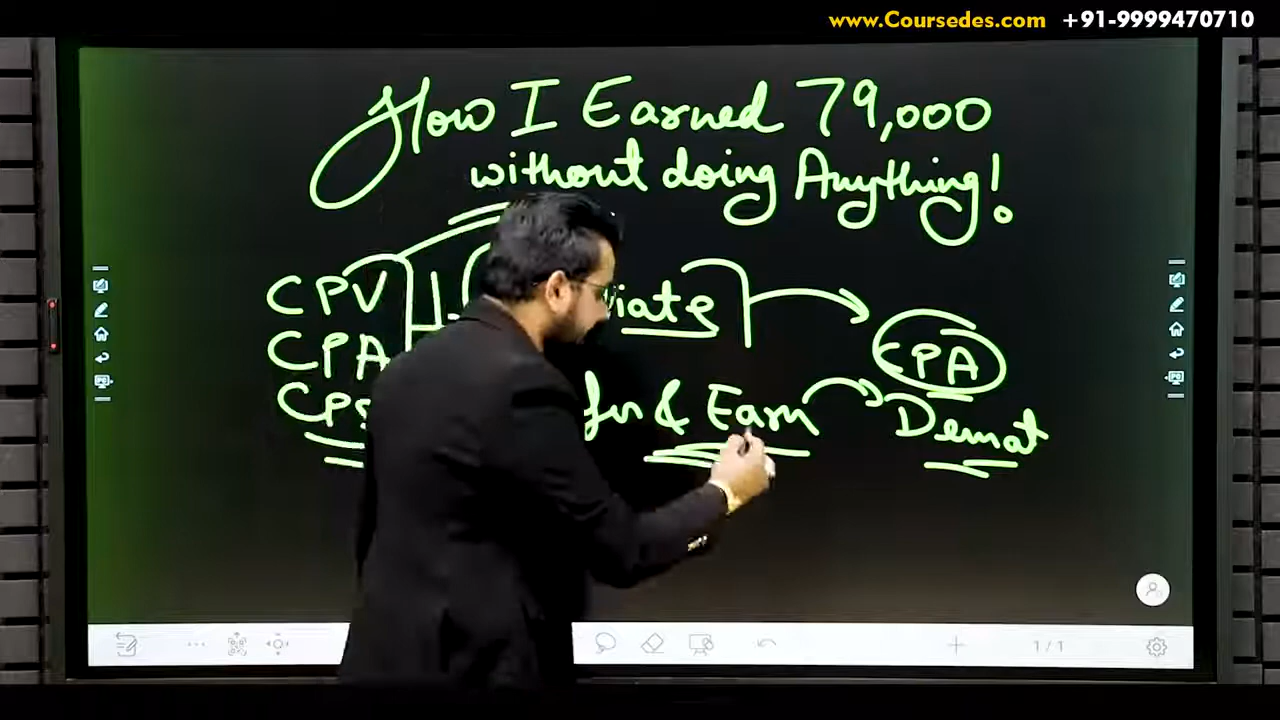 www.Coursedes.com +91-9999470710
How I Earned 79,000
without doing Anything!
CPV
CPA
CPA
& Earn
Demat
1/1